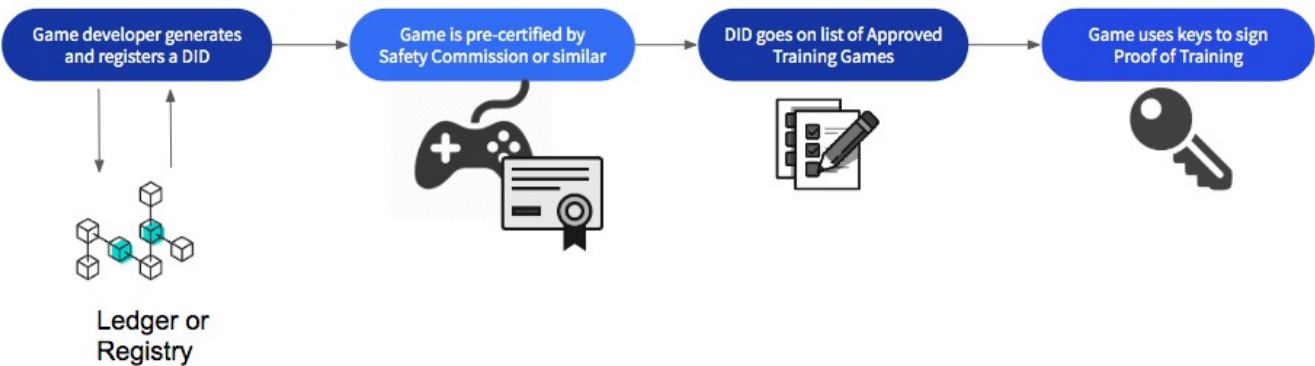 Game developer generates
and registers a DID
Game is pre-certified by
Safety Commission or similar
DID goes on list of Approved
Training Games
Game uses keys to sign
Proof of Training
Ledger or
Registry